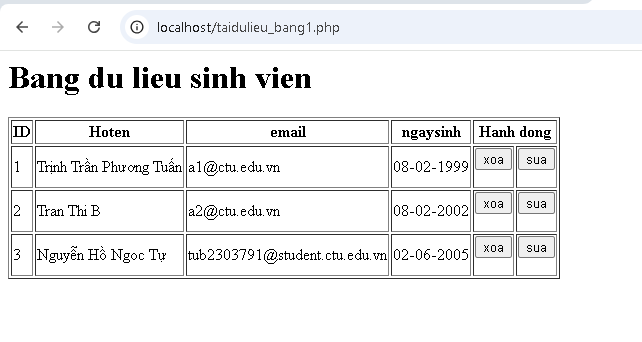 localhost/taidulieu_bang1.php
Bang du lieu sinh vien
ID Hoten email ngaysinh Hanh dong
1 Trịnh Trần Phương Tuấn a1@ctu.edu.vn 08-02-1999 xoa sua
2 Tran Thi B a2@ctu.edu.vn 08-02-2002 xoa sua
3 Nguyễn Hồ Ngoc Tự tub2303791@student.ctu.edu.vn 02-06-2005 xoa sua